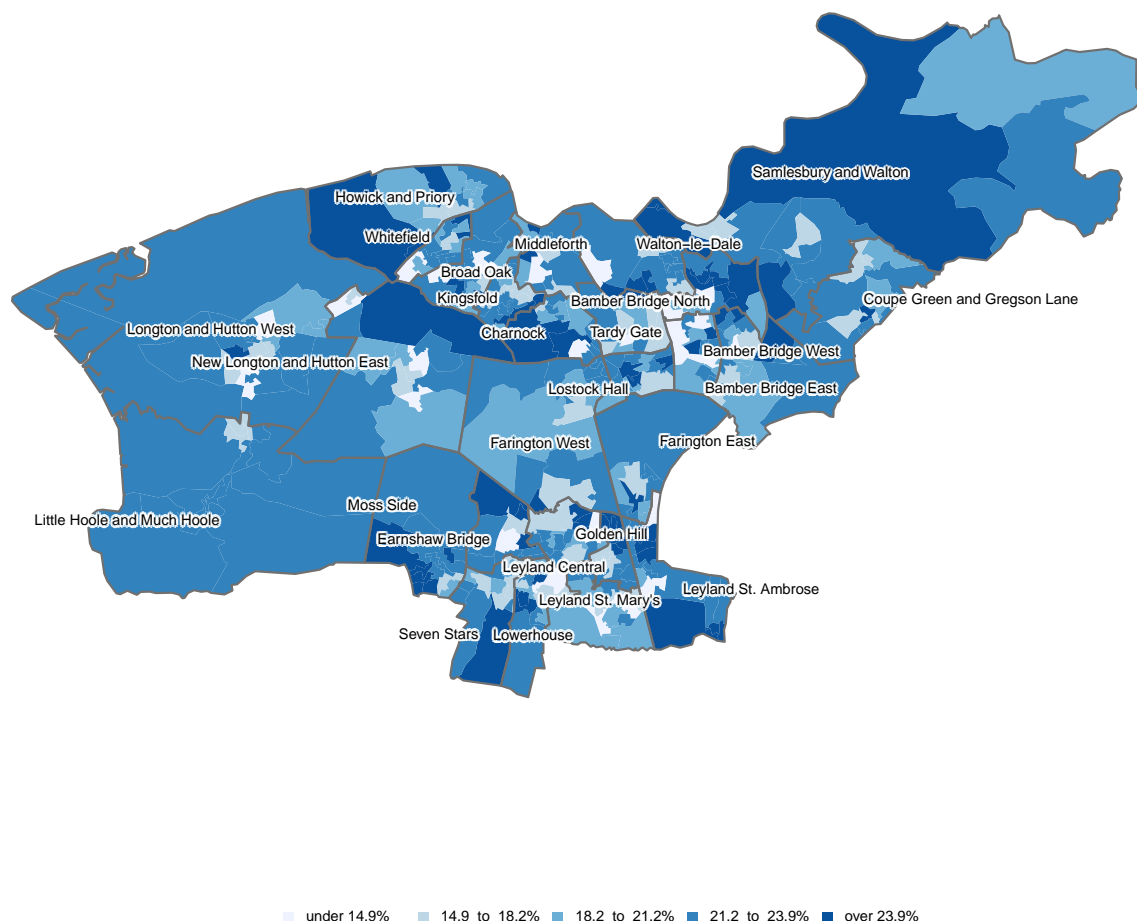 Samlesbury and Walton
Howick and Priory
Whitefield
Middleforth
Walton−le−Dale
Broad Oak
Kingsfold
Bamber Bridge North
Coupe Green and Gregson Lane
Longton and Hutton West
Charnock
Tardy Gate
Bamber Bridge West
New Longton and Hutton East
Lostock Hall
Bamber Bridge East
Farington West
Farington East
Moss Side
Little Hoole and Much Hoole
Earnshaw Bridge
Golden Hill
Leyland Central
Leyland St. Ambrose
Leyland St. Mary's
Seven Stars
Lowerhouse
under 14.9%
14.9 to 18.2%
18.2 to 21.2%
21.2 to 23.9%
over 23.9%